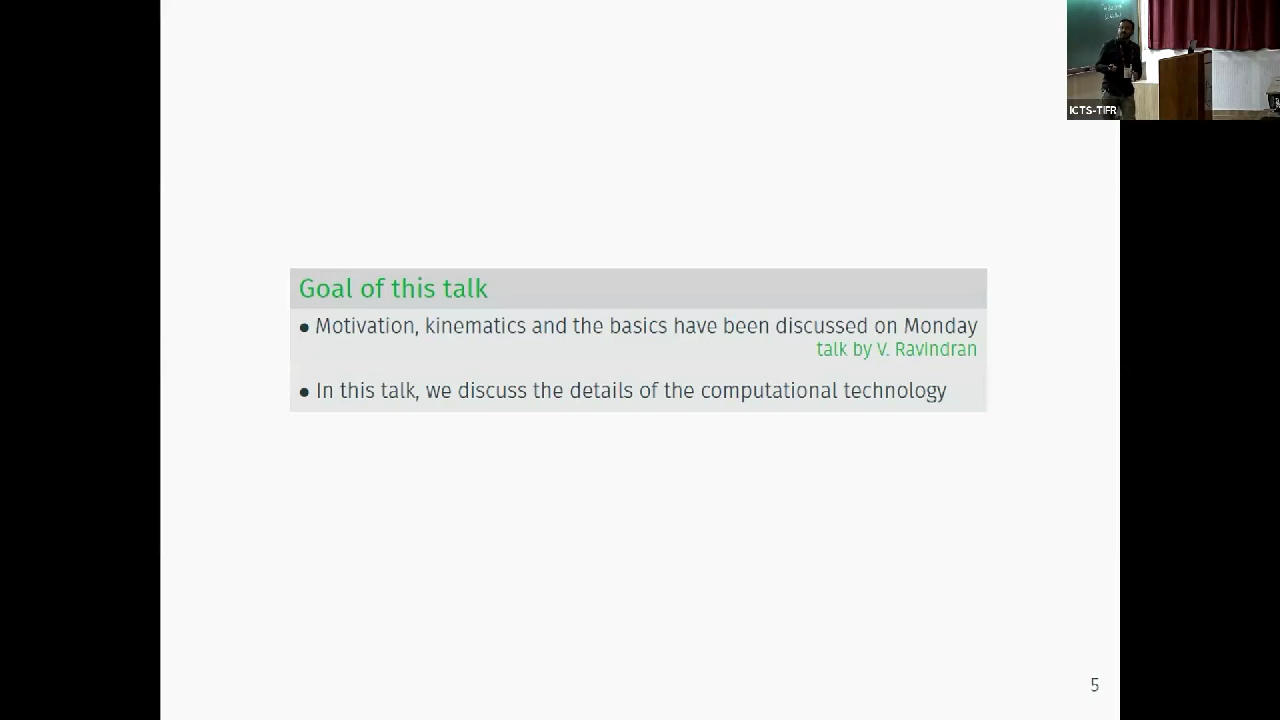 ICTS-TIFR
Goal of this talk
• Motivation, kinematics and the basics have been discussed on Monday
talk by V. Ravindran
• In this talk, we discuss the details of the computational technology
5